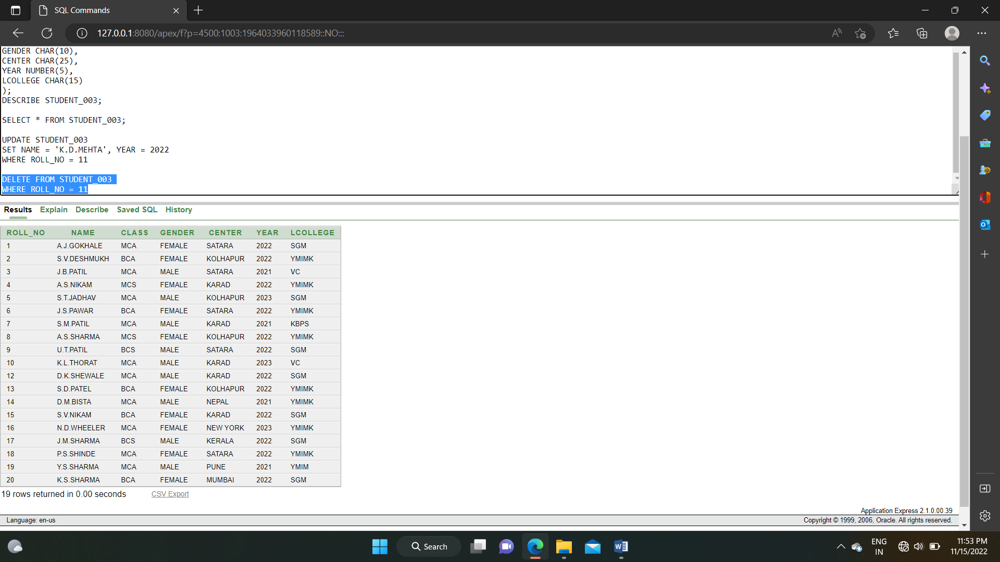 SQL Commands
127.0.0.1:8080/apex/f?p=4500:1003:1964033960118589::NO:::
GENDER CHAR(10),
CENTER CHAR(25),
YEAR NUMBER(5),
LCOLLEGE CHAR(15)
);
DESCRIBE STUDENT_003;
SELECT * FROM STUDENT_003;
UPDATE STUDENT_003
SET NAME = 'K.D.MEHTA', YEAR = 2022
WHERE ROLL_NO = 11
DELETE FROM STUDENT_003
WHERE ROLL_NO = 11
Results Explain Describe Saved SQL History
ROLL_NO NAME CLASS GENDER CENTER YEAR LCOLLEGE
1 A.J.GOKHALE MCA FEMALE SATARA 2022 SGM
2 S.V.DESHMUKH BCA FEMALE KOLHAPUR 2022 YMIMK
3 J.B.PATIL MCA MALE SATARA 2021 VC
4 A.S.NIKAM MCS FEMALE KARAD 2022 YMIMK
5 S.T.JADHAV MCA MALE KOLHAPUR 2023 SGM
6 J.S.PAWAR BCA FEMALE SATARA 2022 YMIMK
7 S.M.PATIL MCA MALE KARAD 2021 KBPS
8 A.S.SHARMA MCS FEMALE KOLHAPUR 2022 YMIMK
9 U.T.PATIL BCS MALE SATARA 2022 SGM
10 K.L.THORAT MCA MALE KARAD 2023 VC
12 D.K.SHEWALE MCA MALE KARAD 2022 SGM
13 S.D.PATEL BCA FEMALE KOLHAPUR 2022 YMIMK
14 D.M.BISTA MCA MALE NEPAL 2021 YMIMK
15 S.V.NIKAM BCA FEMALE KARAD 2022 SGM
16 N.D.WHEELER MCA FEMALE NEW YORK 2023 YMIMK
17 J.M.SHARMA BCS MALE KERALA 2022 SGM
18 P.S.SHINDE MCA FEMALE SATARA 2022 YMIMK
19 Y.S.SHARMA MCA MALE PUNE 2021 YMIM
20 K.S.SHARMA BCA FEMALE MUMBAI 2022 SGM
19 rows returned in 0.00 seconds CSV Export
Application Express 2.1.0.00.39
Language: en-us Copyright © 1999, 2006, Oracle. All rights reserved.
Search
ENG
IN
11:53 PM
11/15/2022